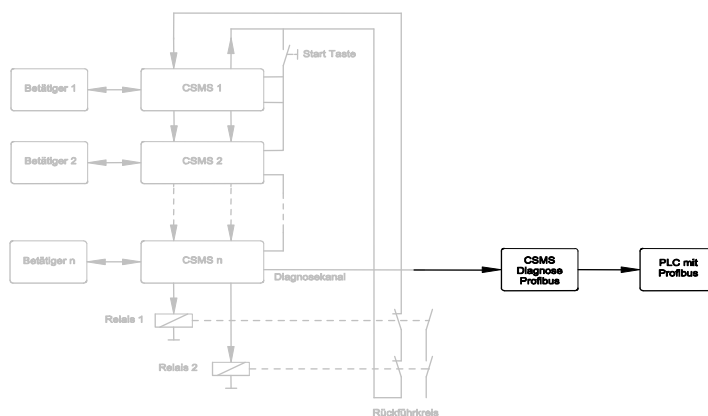 Start Taste
Betätiger 1
CSMS 1
Betätiger 2
CSMS 2
Betätiger n
CSMS n
Diagnosekanal
CSMS
Diagnose
Profibus
PLC mit
Profibus
Relais 1
Relais 2
Rückführkreis